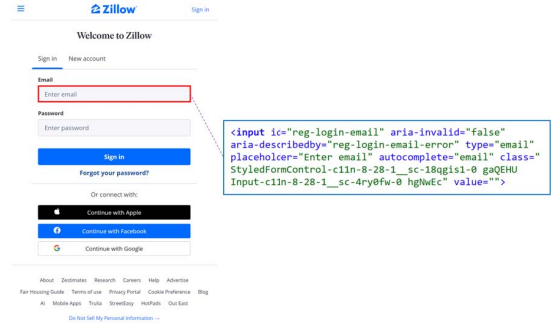 Zillow
Sign in
Welcome to Zillow
Sign in New account
Email
Enter email
Password
Enter password
Sign in
Forgot your password?
Or connect with:
Continue with Apple
Continue with Facebook
Continue with Google
About Zestimates Research Careers Help Advertise
Fair Housing Guide Terms of use Privacy Portal Cookie Preference Blog
AI Mobile Apps Trulia StreetEasy HotPads Out East
Do Not Sell My Personal Information →
<input ic="reg-login-email" aria-invalid="false"
aria-describedby="reg-login-email-error" type="email"
placeholcer="Enter email" autocomplete="email" class="
StyledFormControl-c11n-8-28-1__sc-18qgis1-0 gaQEHU
Input-c11n-8-28-1__sc-4ry0fw-0 hgNwEc" value="">